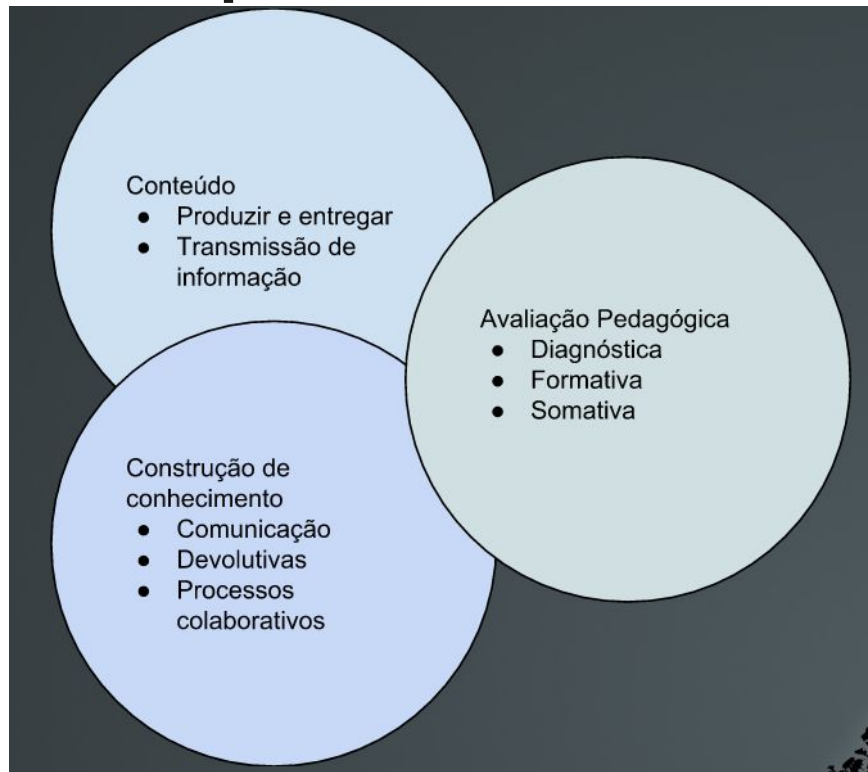 Conteúdo
● Produzir e entregar
● Transmissão de
informação
Avaliação Pedagógica
● Diagnóstica
● Formativa
● Somativa
Construção de
conhecimento
● Comunicação
● Devolutivas
● Processos
colaborativos